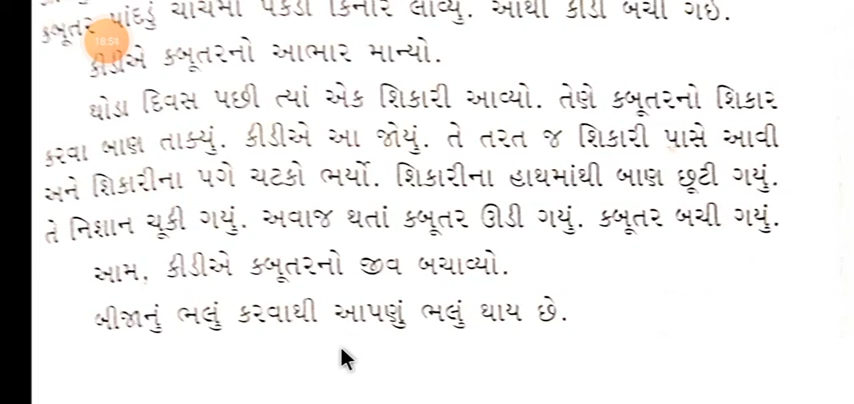 કબૂતર પાંદડું ચાંચમાં પકડી કિનારે લાવ્યું. આથી કીડી બચી ગઈ.
18:51
કીડીએ કબૂતરનો આભાર માન્યો.
થોડા દિવસ પછી ત્યાં એક શિકારી આવ્યો. તેણે કબૂતરનો શિકાર
કરવા બાણ તાક્યું. કીડીએ આ જોયું. તે તરત જ શિકારી પાસે આવી
અને શિકારીના પગે ચટકો ભર્યો. શિકારીના હાથમાંથી બાણ છૂટી ગયું.
તે નિશાન ચૂકી ગયું. અવાજ થતાં કબૂતર ઊડી ગયું. કબૂતર બચી ગયું.
આમ, કીડીએ કબૂતરનો જીવ બચાવ્યો.
બીજાનું ભલું કરવાથી આપણું ભલું થાય છે.